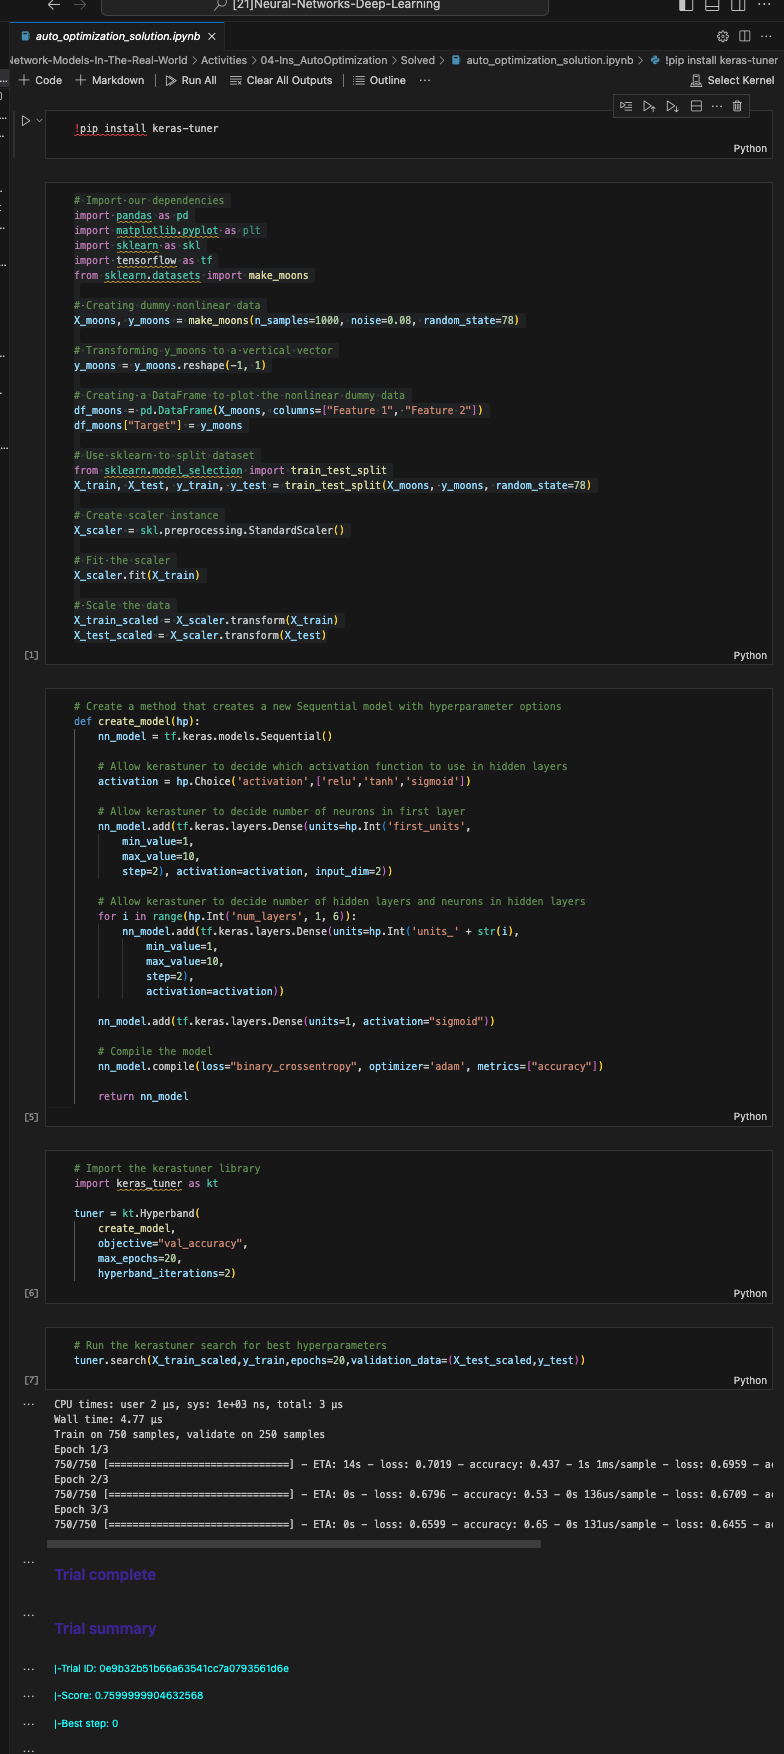 [21]Neural-Networks-Deep-Learning
auto_optimization_solution.ipynb
Network-Models-In-The-Real-World > Activities > 04-Ins_AutoOptimization > Solved > auto_optimization_solution.ipynb > !pip install keras-tuner
+ Code + Markdown | Run All Clear All Outputs | Outline ... Select Kernel
!pip install keras-tuner
Python
# Import our dependencies
import pandas as pd
import matplotlib.pyplot as plt
import sklearn as skl
import tensorflow as tf
from sklearn.datasets import make_moons
# Creating dummy nonlinear data
X_moons, y_moons = make_moons(n_samples=1000, noise=0.08, random_state=78)
# Transforming y_moons to a vertical vector
y_moons = y_moons.reshape(-1, 1)
# Creating a DataFrame to plot the nonlinear dummy data
df_moons = pd.DataFrame(X_moons, columns=["Feature 1", "Feature 2"])
df_moons["Target"] = y_moons
# Use sklearn to split dataset
from sklearn.model_selection import train_test_split
X_train, X_test, y_train, y_test = train_test_split(X_moons, y_moons, random_state=78)
# Create scaler instance
X_scaler = skl.preprocessing.StandardScaler()
# Fit the scaler
X_scaler.fit(X_train)
# Scale the data
X_train_scaled = X_scaler.transform(X_train)
X_test_scaled = X_scaler.transform(X_test)
[1]
Python
# Create a method that creates a new Sequential model with hyperparameter options
def create_model(hp):
nn_model = tf.keras.models.Sequential()
# Allow kerastuner to decide which activation function to use in hidden layers
activation = hp.Choice('activation',['relu','tanh','sigmoid'])
# Allow kerastuner to decide number of neurons in first layer
nn_model.add(tf.keras.layers.Dense(units=hp.Int('first_units',
min_value=1,
max_value=10,
step=2), activation=activation, input_dim=2))
# Allow kerastuner to decide number of hidden layers and neurons in hidden layers
for i in range(hp.Int('num_layers', 1, 6)):
nn_model.add(tf.keras.layers.Dense(units=hp.Int('units_' + str(i),
min_value=1,
max_value=10,
step=2),
activation=activation))
nn_model.add(tf.keras.layers.Dense(units=1, activation="sigmoid"))
# Compile the model
nn_model.compile(loss="binary_crossentropy", optimizer='adam', metrics=["accuracy"])
return nn_model
[5]
Python
# Import the kerastuner library
import keras_tuner as kt
tuner = kt.Hyperband(
create_model,
objective="val_accuracy",
max_epochs=20,
hyperband_iterations=2)
[6]
Python
# Run the kerastuner search for best hyperparameters
tuner.search(X_train_scaled,y_train,epochs=20,validation_data=(X_test_scaled,y_test))
[7]
Python
CPU times: user 2 µs, sys: 1e+03 ns, total: 3 µs
Wall time: 4.77 µs
Train on 750 samples, validate on 250 samples
Epoch 1/3
750/750 [==============================] - ETA: 14s - loss: 0.7019 - accuracy: 0.437 - 1s 1ms/sample - loss: 0.6959 - ac
Epoch 2/3
750/750 [==============================] - ETA: 0s - loss: 0.6796 - accuracy: 0.53 - 0s 136us/sample - loss: 0.6709 - ac
Epoch 3/3
750/750 [==============================] - ETA: 0s - loss: 0.6599 - accuracy: 0.65 - 0s 131us/sample - loss: 0.6455 - ac
Trial complete
Trial summary
|-Trial ID: 0e9b32b51b66a63541cc7a0793561d6e
|-Score: 0.7599999904632568
|-Best step: 0